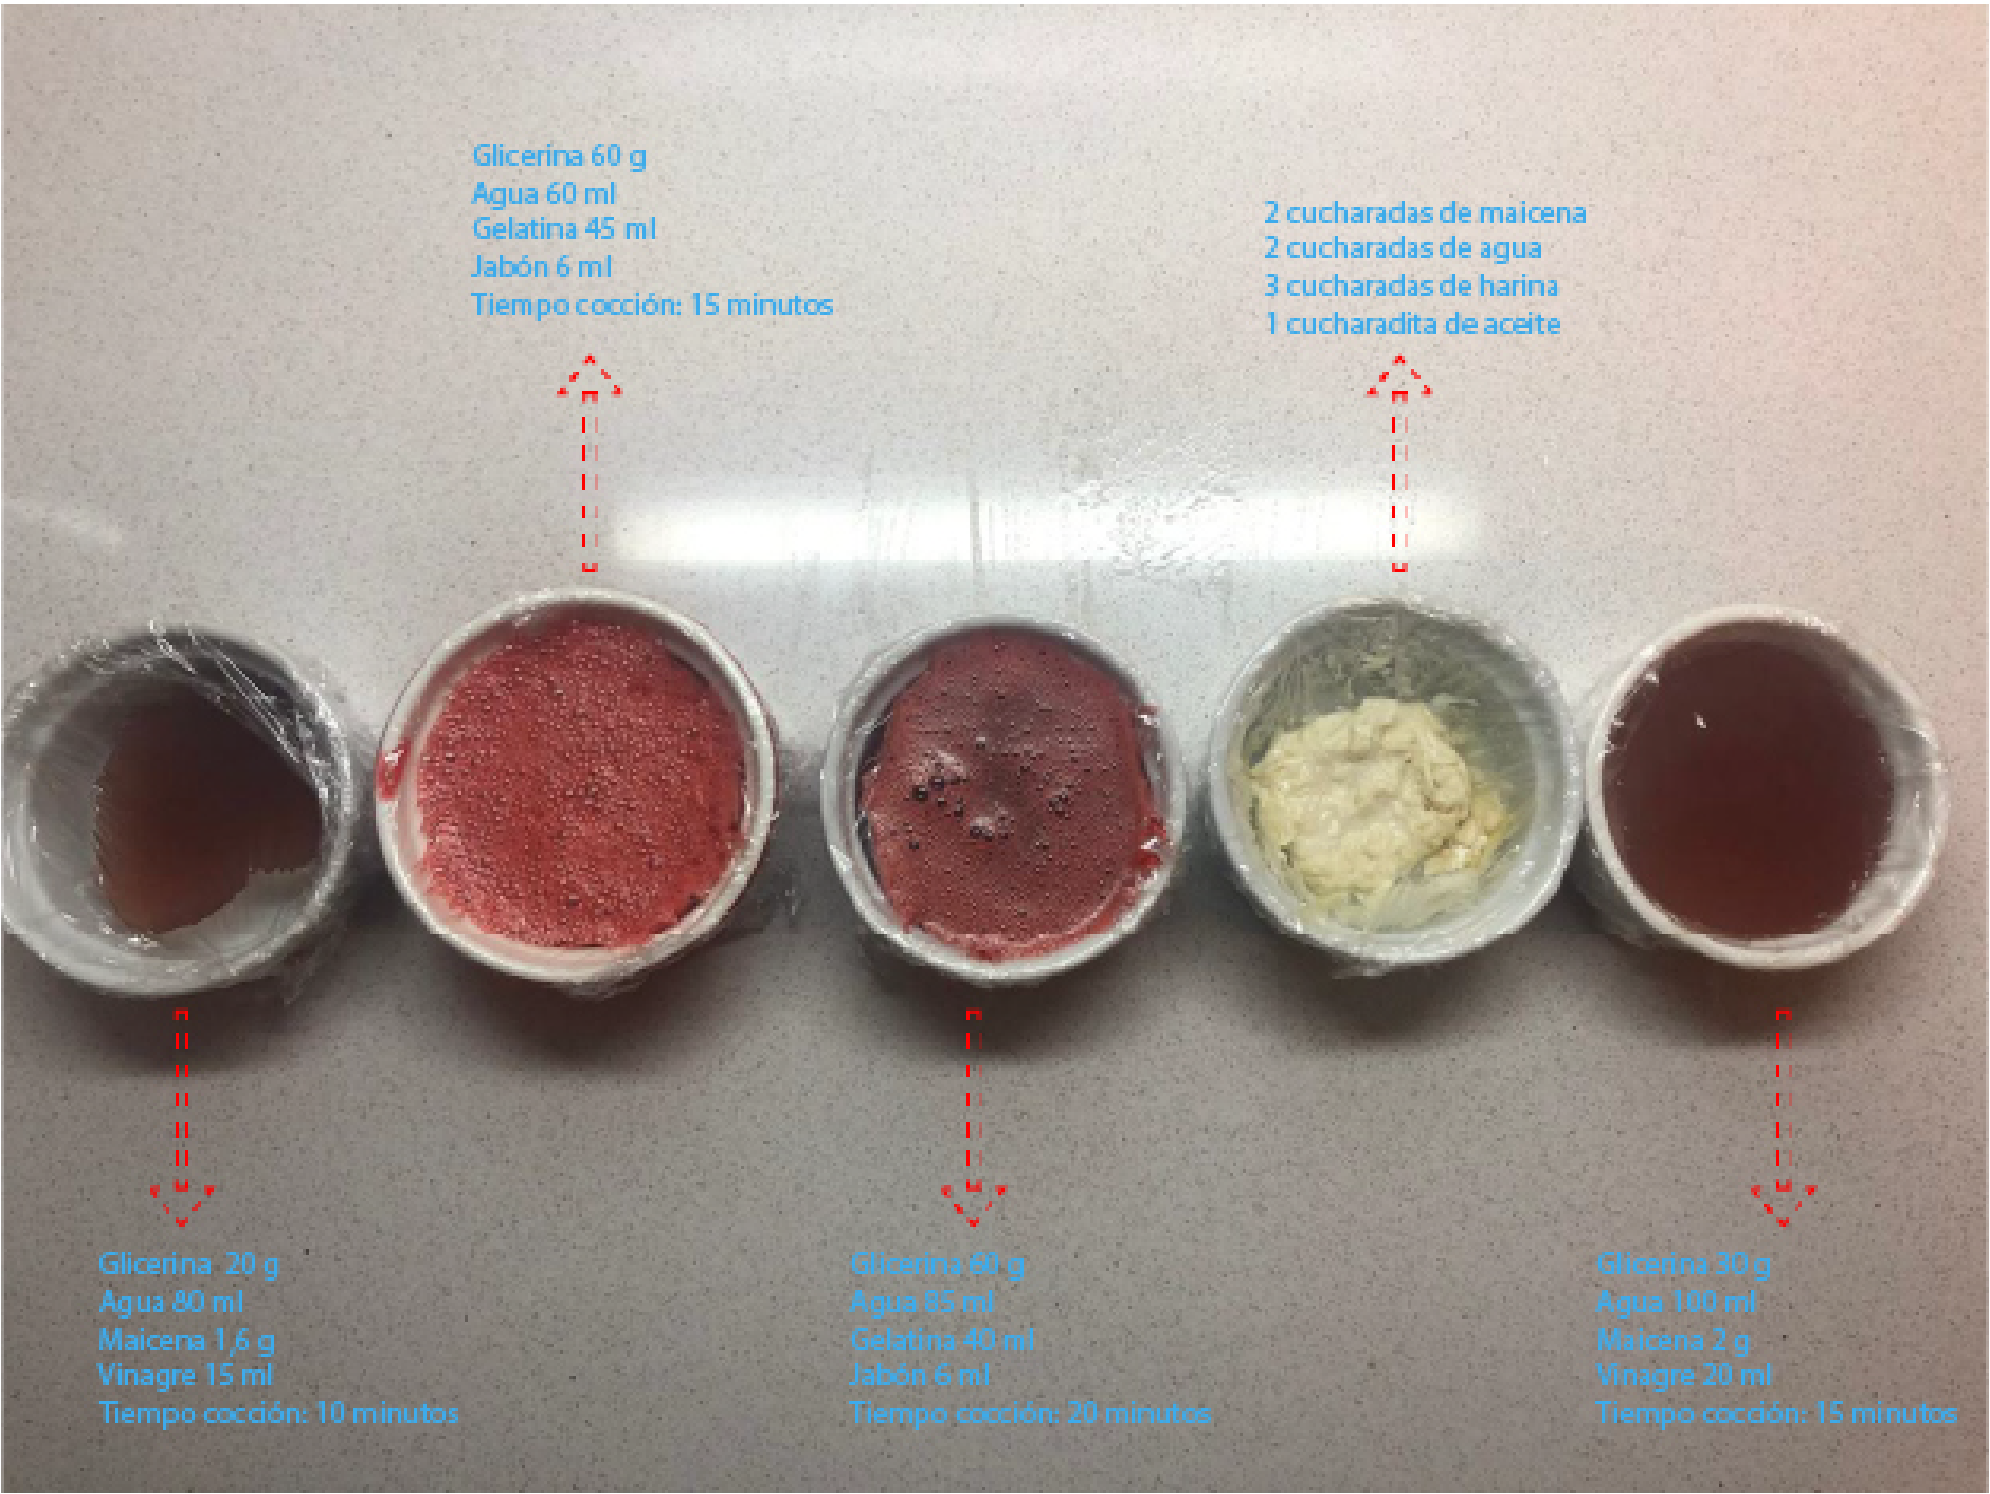 Glicerina 60 g
Agua 60 ml
Gelatina 45 ml
Jabón 6 ml
Tiempo cocción: 15 minutos
2 cucharadas de maicena
2 cucharadas de agua
3 cucharadas de harina
1 cucharadita de aceite
Glicerina 20 g
Agua 80 ml
Maicena 1,6 g
Vinagre 15 ml
Tiempo cocción: 10 minutos
Glicerina 60 g
Agua 85 ml
Gelatina 40 ml
Jabón 6 ml
Tiempo cocción: 20 minutos
Glicerina 30 g
Agua 100 ml
Maicena 2 g
Vinagre 20 ml
Tiempo cocción: 15 minutos